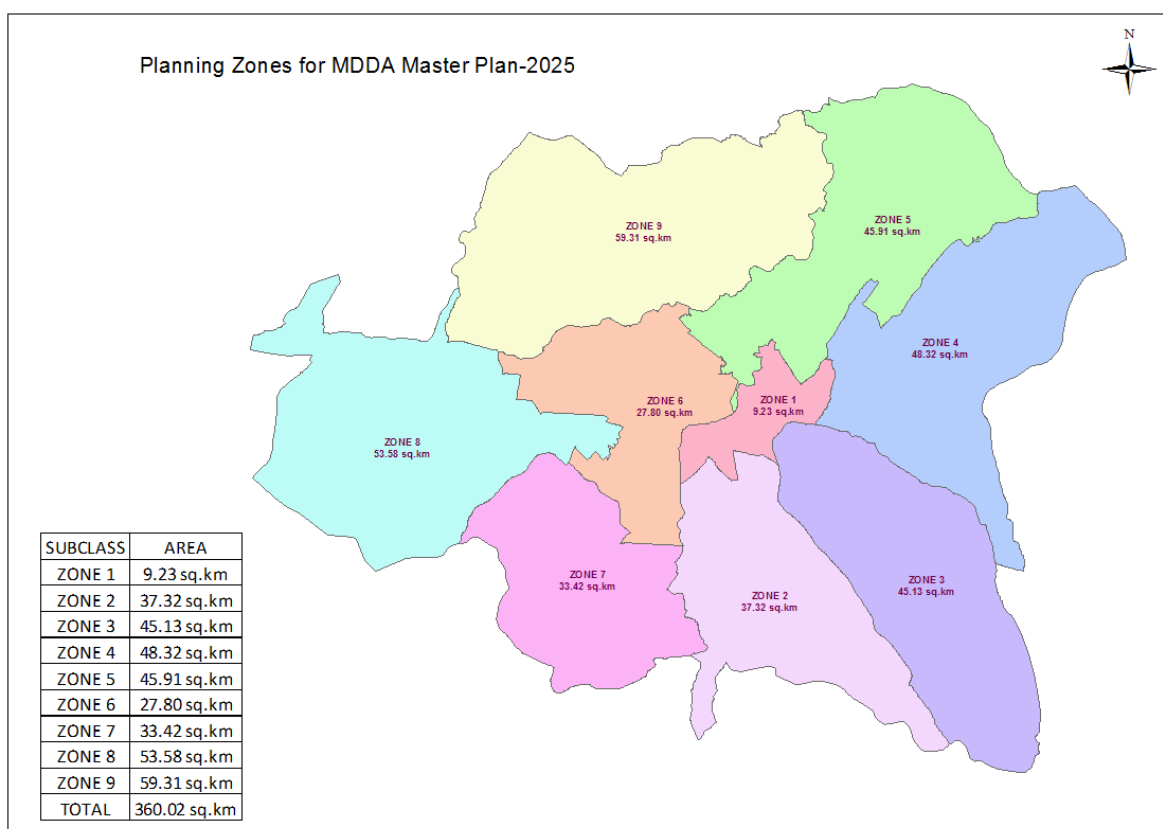 N
Planning Zones for MDDA Master Plan-2025
ZONE 5
45.91 sq.km
ZONE 9
59.31 sq.km
ZONE 4
48.32 sq.km
ZONE 1
9.23 sq.km
ZONE 6
27.80 sq.km
ZONE 8
53.58 sq.km
ZONE 7
33.42 sq.km
ZONE 3
45.13 sq.km
ZONE 2
37.32 sq.km
SUBCLASS AREA
ZONE 1 9.23 sq.km
ZONE 2 37.32 sq.km
ZONE 3 45.13 sq.km
ZONE 4 48.32 sq.km
ZONE 5 45.91 sq.km
ZONE 6 27.80 sq.km
ZONE 7 33.42 sq.km
ZONE 8 53.58 sq.km
ZONE 9 59.31 sq.km
TOTAL 360.02 sq.km